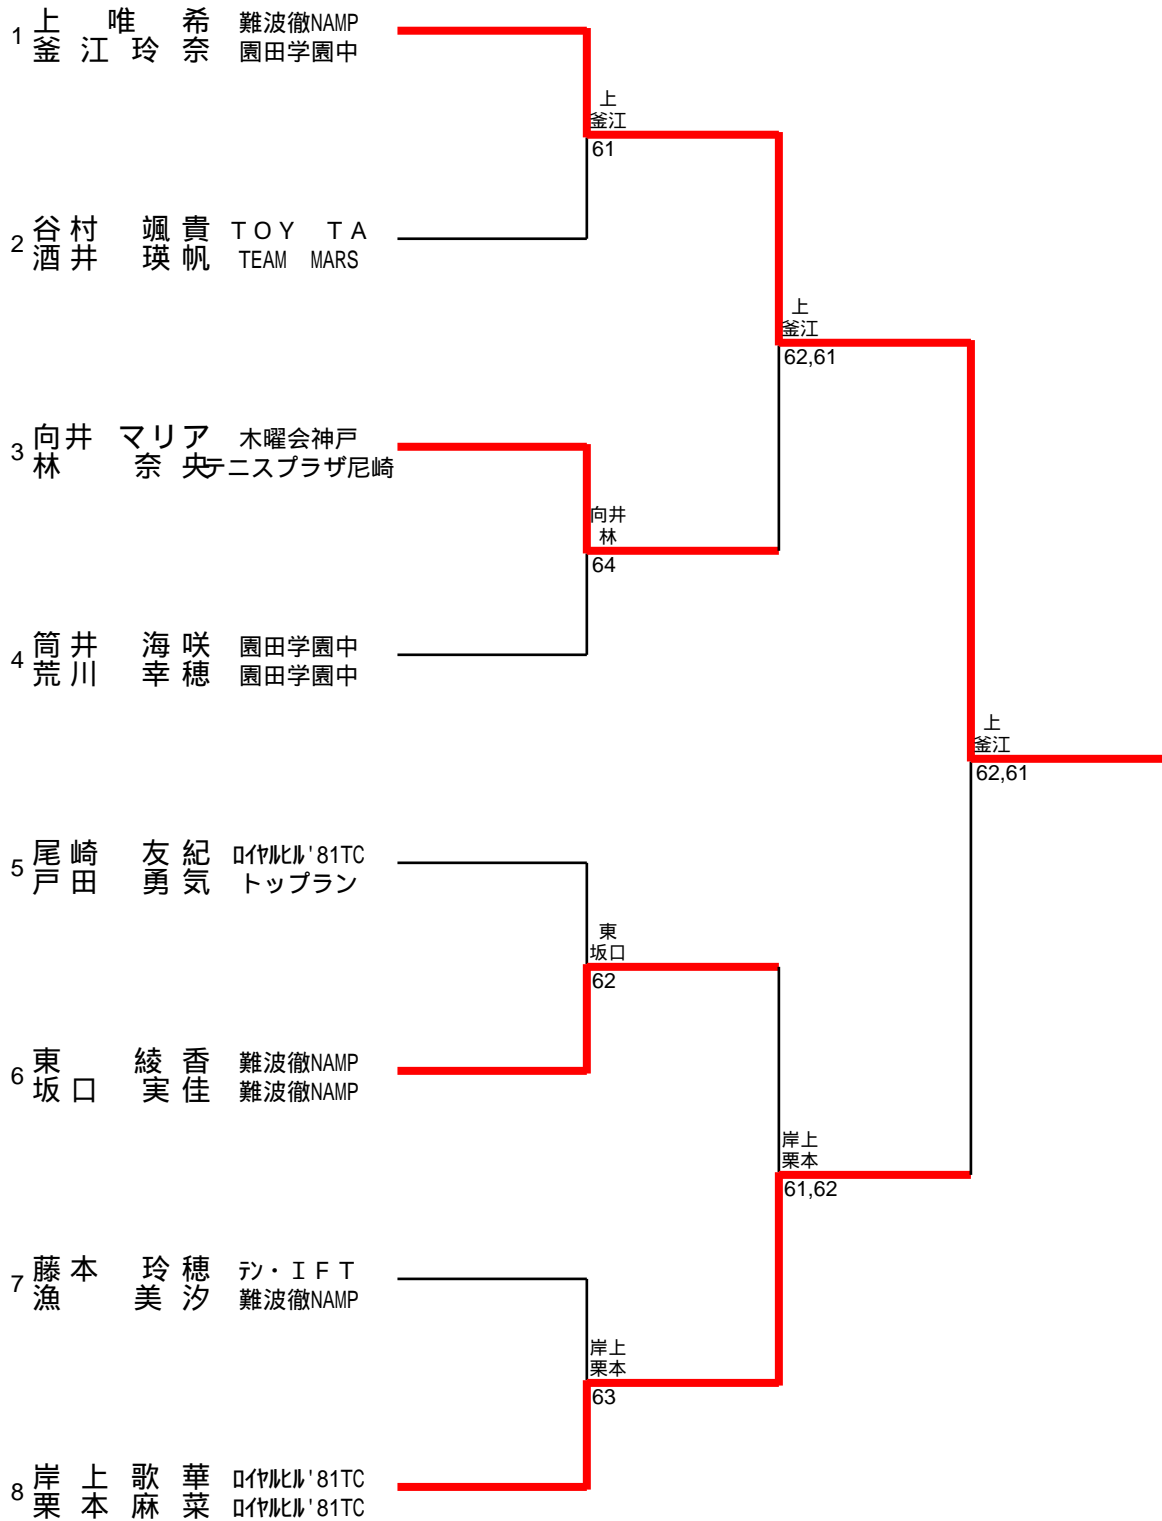 1 上 唯 希 難波徹NAMP
釜 江 玲 奈 園田学園中
上
釜江
61
2 谷村 颯貴 TOY TA
酒井 瑛帆 TEAM MARS
上
釜江
62,61
3 向井 マリア 木曜会神戸
林 奈央 テニスプラザ尼崎
向井
林
64
4 筒井 海咲 園田学園中
荒川 幸穂 園田学園中
上
釜江
62,61
5 尾崎 友紀 ﾛｲﾔﾙﾋﾙ'81TC
戸田 勇気 トップラン
東
坂口
62
6 東 綾香 難波徹NAMP
坂口 実佳 難波徹NAMP
岸上
栗本
61,62
7 藤本 玲穂 ﾃﾝ・IFT
漁 美汐 難波徹NAMP
岸上
栗本
63
8 岸上歌華 ﾛｲﾔﾙﾋﾙ'81TC
栗本麻菜 ﾛｲﾔﾙﾋﾙ'81TC